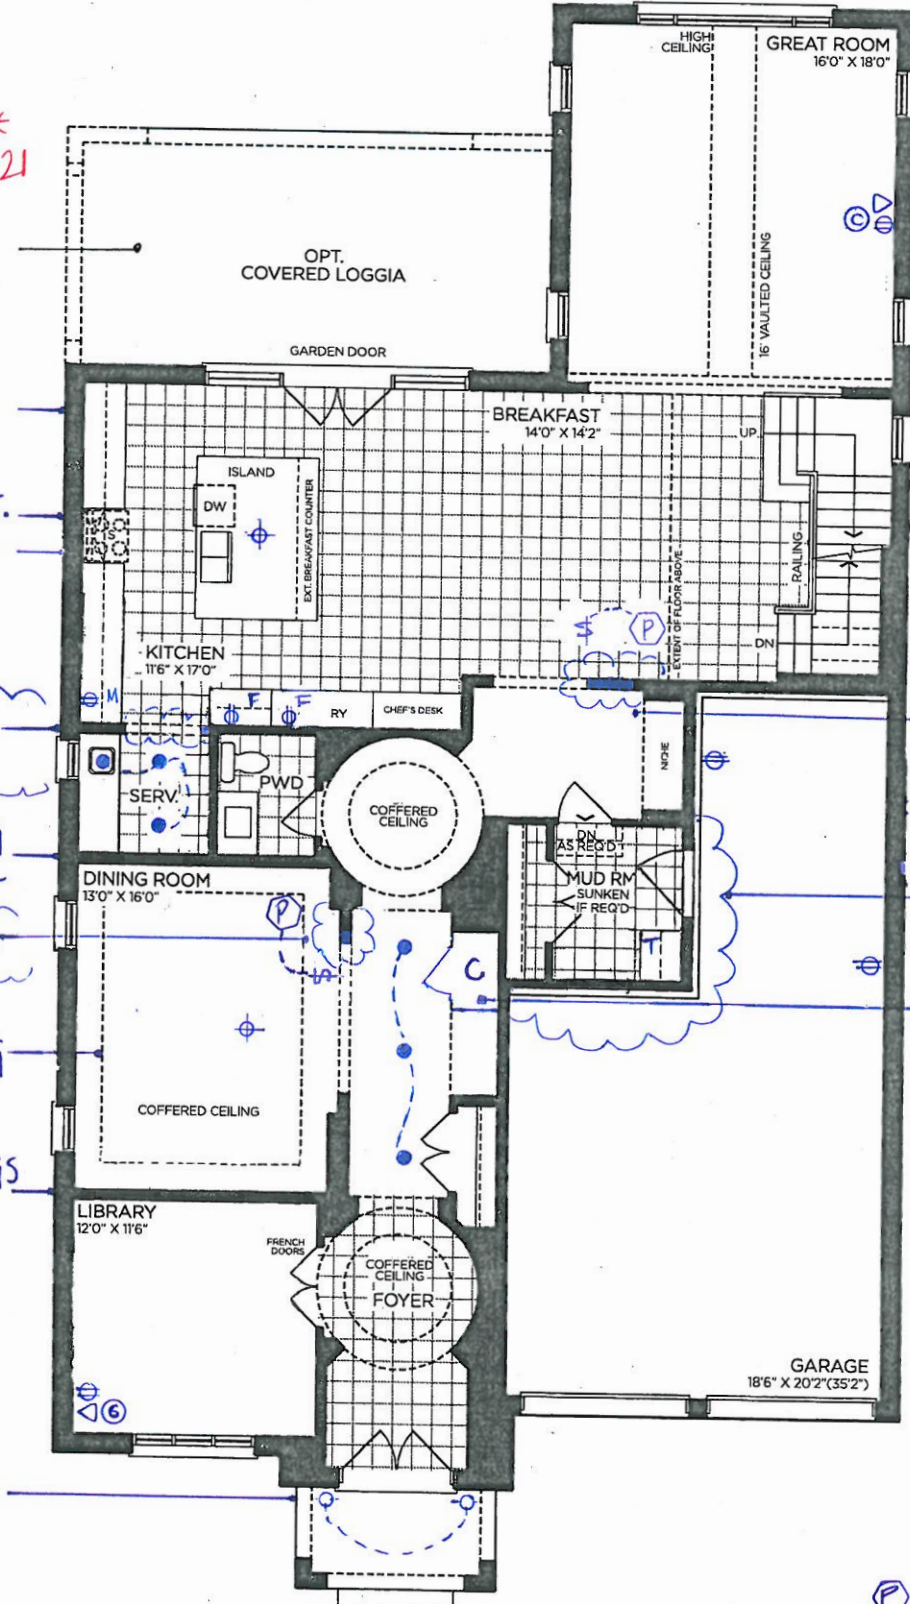 HIGH
CEILING
GREAT ROOM
16'0" X 18'0"
21
C
16' VAULTED CEILING
OPT.
COVERED LOGGIA
GARDEN DOOR
BREAKFAST
14'0" X 14'2"
UP
ISLAND
DW
EXT. BREAKFAST COUNTER
S
RAILING
EXTENT OF FLOOR ABOVE
$
P
DN
KITCHEN
11'6" X 17'0"
M
F
F
RY
CHEF'S DESK
NICHE
SERV.
PWD
COFFERED
CEILING
DN
AS REQ'D
MUD RM
SUNKEN
IF REQ'D
T
DINING ROOM
13'0" X 16'0"
P
$
C
COFFERED CEILING
S
LIBRARY
12'0" X 11'6"
FRENCH
DOORS
COFFERED
CEILING
FOYER
GARAGE
18'6" X 20'2"(35'2")
6
P